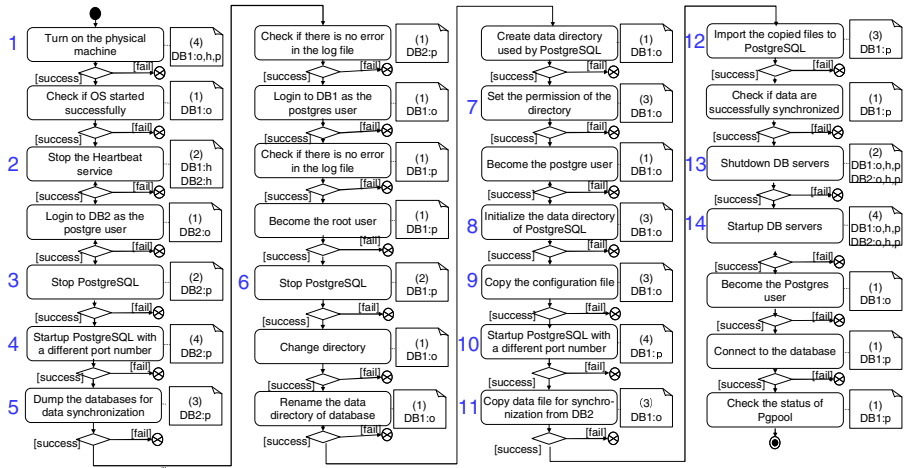 1
Turn on the physical
machine
(4)
DB1:o,h,p
[success]
[fail]
Check if OS started
successfully
(1)
DB1:o
[success]
[fail]
2
Stop the Heartbeat
service
(2)
DB1:h
DB2:h
[success]
[fail]
Login to DB2 as the
postgre user
(1)
DB2:o
[success]
[fail]
3
Stop PostgreSQL
(2)
DB2:p
[success]
[fail]
4
Startup PostgreSQL with
a different port number
(4)
DB2:p
[success]
[fail]
5
Dump the databases for
data synchronization
(3)
DB2:p
[success]
[fail]
Check if there is no error
in the log file
(1)
DB2:p
[success]
[fail]
Login to DB1 as the
postgres user
(1)
DB1:o
[success]
[fail]
Check if there is no error
in the log file
(1)
DB1:p
[success]
[fail]
Become the root user
(1)
DB1:p
[success]
[fail]
6
Stop PostgreSQL
(2)
DB1:p
[success]
[fail]
Change directory
(1)
DB1:o
[success]
[fail]
Rename the data
directory of database
(1)
DB1:o
[success]
[fail]
Create data directory
used by PostgreSQL
(1)
DB1:o
[success]
[fail]
7
Set the permission of the
directory
(3)
DB1:o
[success]
[fail]
Become the postgre user
(1)
DB1:o
[success]
[fail]
8
Initialize the data directory
of PostgreSQL
(3)
DB1:o
[success]
[fail]
9
Copy the configuration file
(3)
DB1:o
[success]
[fail]
10
Startup PostgreSQL with
a different port number
(4)
DB1:p
[success]
[fail]
11
Copy data file for synchro-
nization from DB2
(3)
DB1:o
[success]
[fail]
12
Import the copied files to
PostgreSQL
(3)
DB1:p
[success]
[fail]
Check if data are
successfully synchronized
(1)
DB1:p
[success]
[fail]
13
Shutdown DB servers
(2)
DB1:o,h,p
DB2:o,h,p
[success]
[fail]
14
Startup DB servers
(4)
DB1:o,h,p
DB2:o,h,p
[success]
[fail]
Become the Postgres
user
(1)
DB1:o
[success]
[fail]
Connect to the database
(1)
DB1:p
[success]
[fail]
Check the status of
Pgpool
(1)
DB1:p